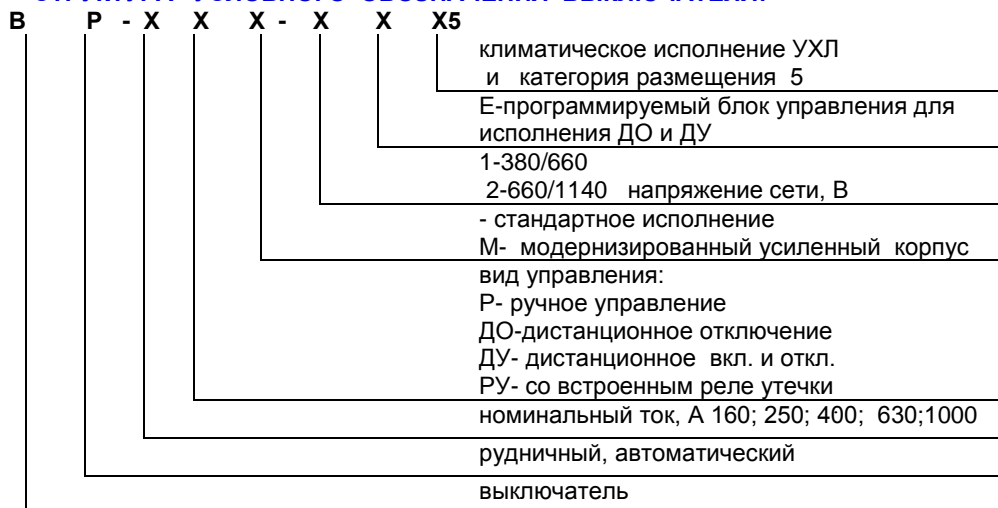 В Р - Х Х Х - Х Х Х5
климатическое исполнение УХЛ
и категория размещения 5
Е-программируемый блок управления для
исполнения ДО и ДУ
1-380/660
2-660/1140 напряжение сети, В
- стандартное исполнение
М- модернизированный усиленный корпус
вид управления:
Р- ручное управление
ДО-дистанционное отключение
ДУ- дистанционное вкл. и откл.
РУ- со встроенным реле утечки
номинальный ток, А 160; 250; 400; 630;1000
рудничный, автоматический
выключатель